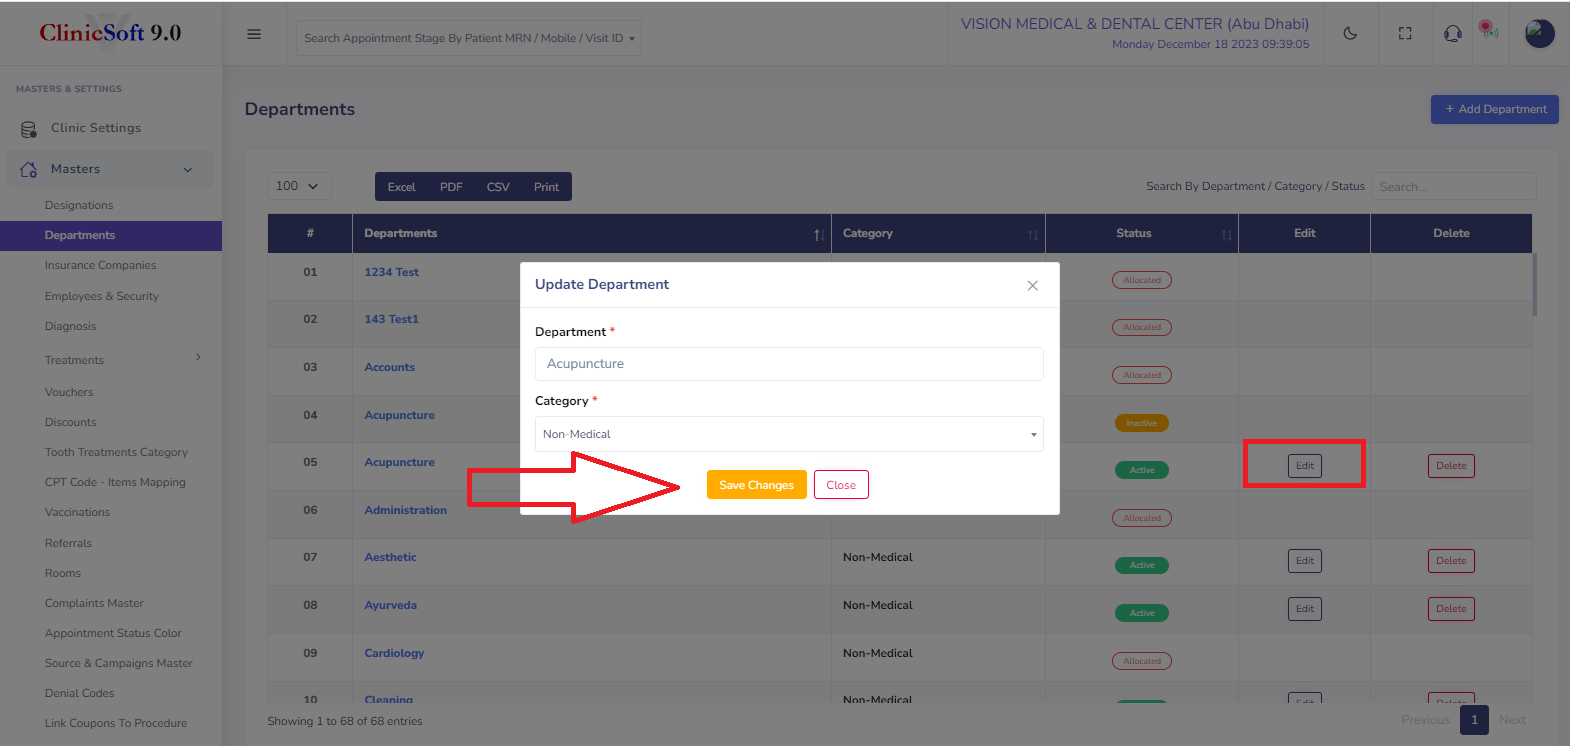 ClinicSoft 9.0
Search Appointment Stage By Patient MRN / Mobile / Visit ID
VISION MEDICAL & DENTAL CENTER (Abu Dhabi)
Monday December 18 2023 09:39:05
MASTERS & SETTINGS
Clinic Settings
Masters
Designations
Departments
Insurance Companies
Employees & Security
Diagnosis
Treatments
Vouchers
Discounts
Tooth Treatments Category
CPT Code - Items Mapping
Vaccinations
Referrals
Rooms
Complaints Master
Appointment Status Color
Source & Campaigns Master
Denial Codes
Link Coupons To Procedure
Departments
+ Add Department
100
Excel PDF CSV Print
Search By Department / Category / Status Search...
# Departments Category Status Edit Delete
01 1234 Test Allocated
02 143 Test1 Allocated
03 Accounts Allocated
04 Acupuncture Inactive
05 Acupuncture Active Edit Delete
06 Administration Allocated
07 Aesthetic Non-Medical Active Edit Delete
08 Ayurveda Non-Medical Active Edit Delete
09 Cardiology Non-Medical Allocated
10 Cleaning Non-Medical Edit Delete
Showing 1 to 68 of 68 entries
Previous 1 Next
Update Department
Department *
Acupuncture
Category *
Non-Medical
Save Changes Close